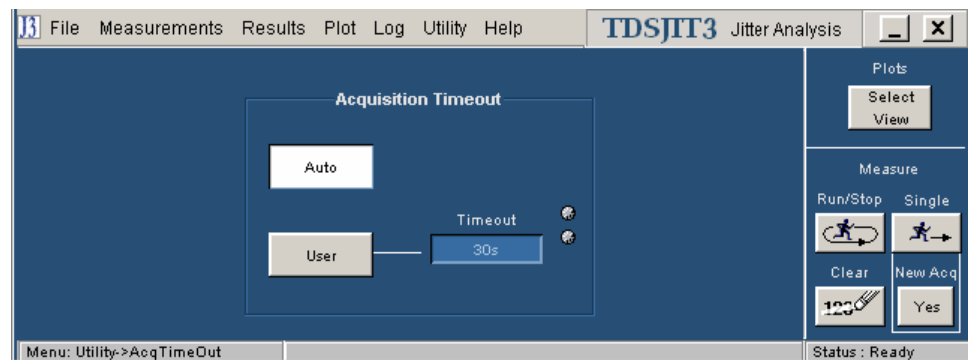 J3 File Measurements Results Plot Log Utility Help TDSJIT3 Jitter Analysis
Acquisition Timeout
Auto
User
Timeout
30s
Plots
Select
View
Measure
Run/Stop Single
Clear New Acq
123 Yes
Menu: Utility->AcqTimeOut
Status : Ready